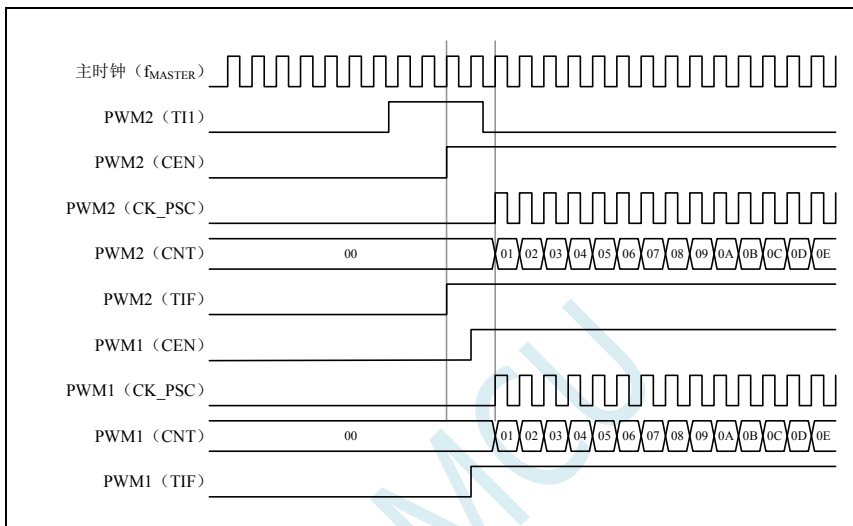 主时钟（fMASTER）
PWM2（TI1）
PWM2（CEN）
PWM2（CK_PSC）
PWM2（CNT） 00 01 02 03 04 05 06 07 08 09 0A 0B 0C 0D 0E
PWM2（TIF）
PWM1（CEN）
PWM1（CK_PSC）
PWM1（CNT） 00 01 02 03 04 05 06 07 08 09 0A 0B 0C 0D 0E
PWM1（TIF）
MCU